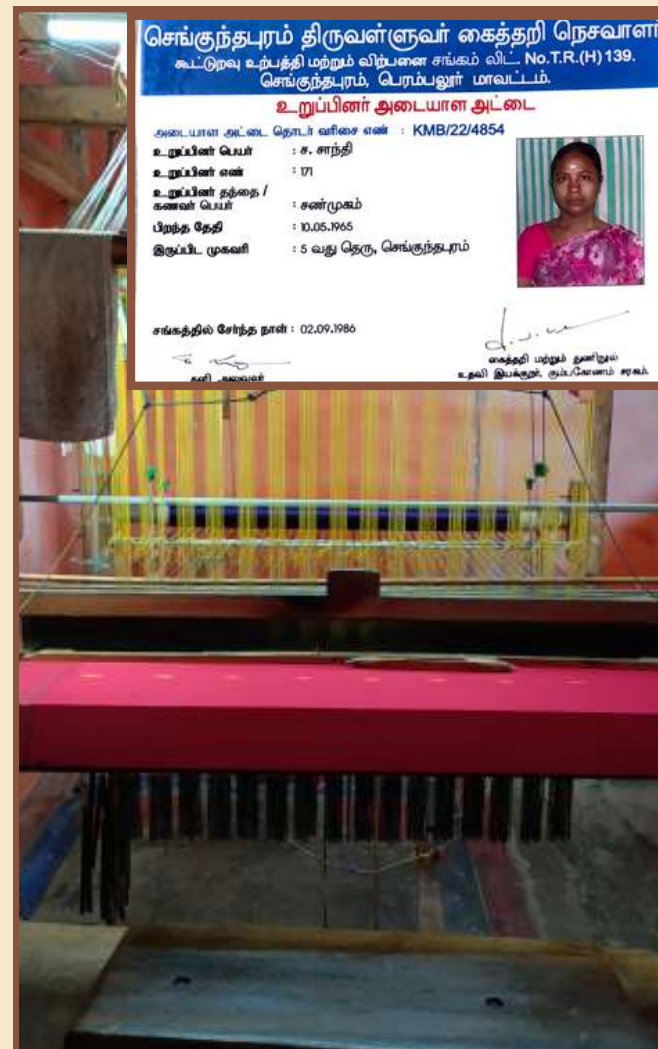 செங்குந்தபுரம் திருவள்ளுவர் கைத்தறி நெசவாளர்
கூட்டுறவு உற்பத்தி மற்றும் விற்பனை சங்கம் லிட். No.T.R.(H) 139.
செங்குந்தபுரம், பெரம்பலூர் மாவட்டம்.
உறுப்பினர் அடையாள அட்டை
அடையாள அட்டை தொடர் வரிசை எண் : KMB/22/4854
உறுப்பினர் பெயர் : ச. சாந்தி
உறுப்பினர் எண் : 171
உறுப்பினர் தந்தை /
கணவர் பெயர் : சண்முகம்
பிறந்த தேதி : 10.05.1965
இருப்பிட முகவரி : 5 வது தெரு, செங்குந்தபுரம்
சங்கத்தில் சேர்ந்த நாள் : 02.09.1986
கைத்தறி மற்றும் துணிநூல்
தனி அலுவலர் உதவி இயக்குநர், கும்பகோணம் சரகம்.